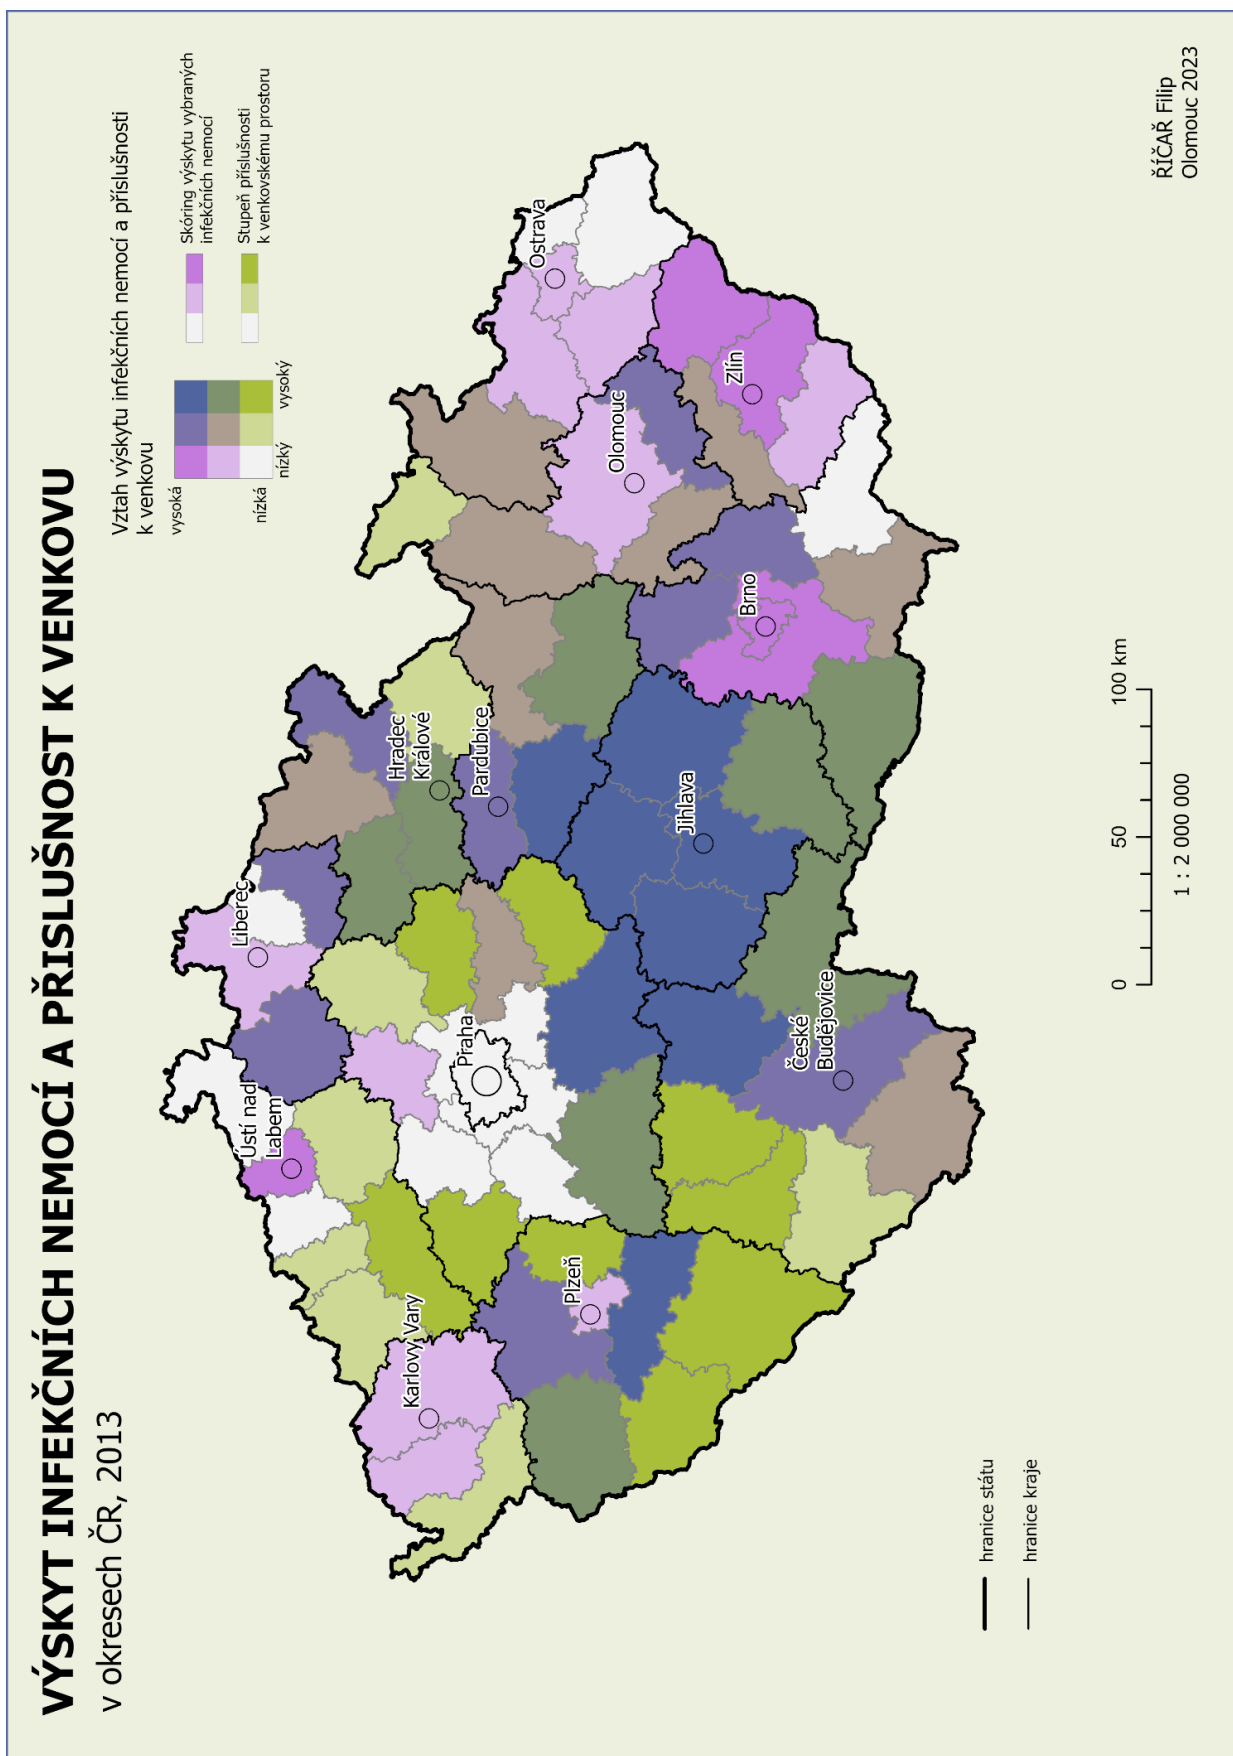 VÝSKYT INFEKČNÍCH NEMOCÍ A PŘISLUŠNOST K VENKOVU
v okresech ČR, 2013
Vztah výskytu infekčních nemocí a příslušnosti
k venkovu
vysoká
nízká
nízký
vysoký
Skóring výskytu vybraných
infekčních nemocí
Stupeň příslušnosti
k venkovskému prostoru
Liberec
Ústí nad
Labem
Karlovy Vary
Praha
Hradec
Králové
Pardubice
Plzeň
Ostrava
Olomouc
Jihlava
Zlín
Brno
České
Budějovice
hranice státu
hranice kraje
0
50
100 km
1 : 2 000 000
ŘÍČAŘ Filip
Olomouc 2023